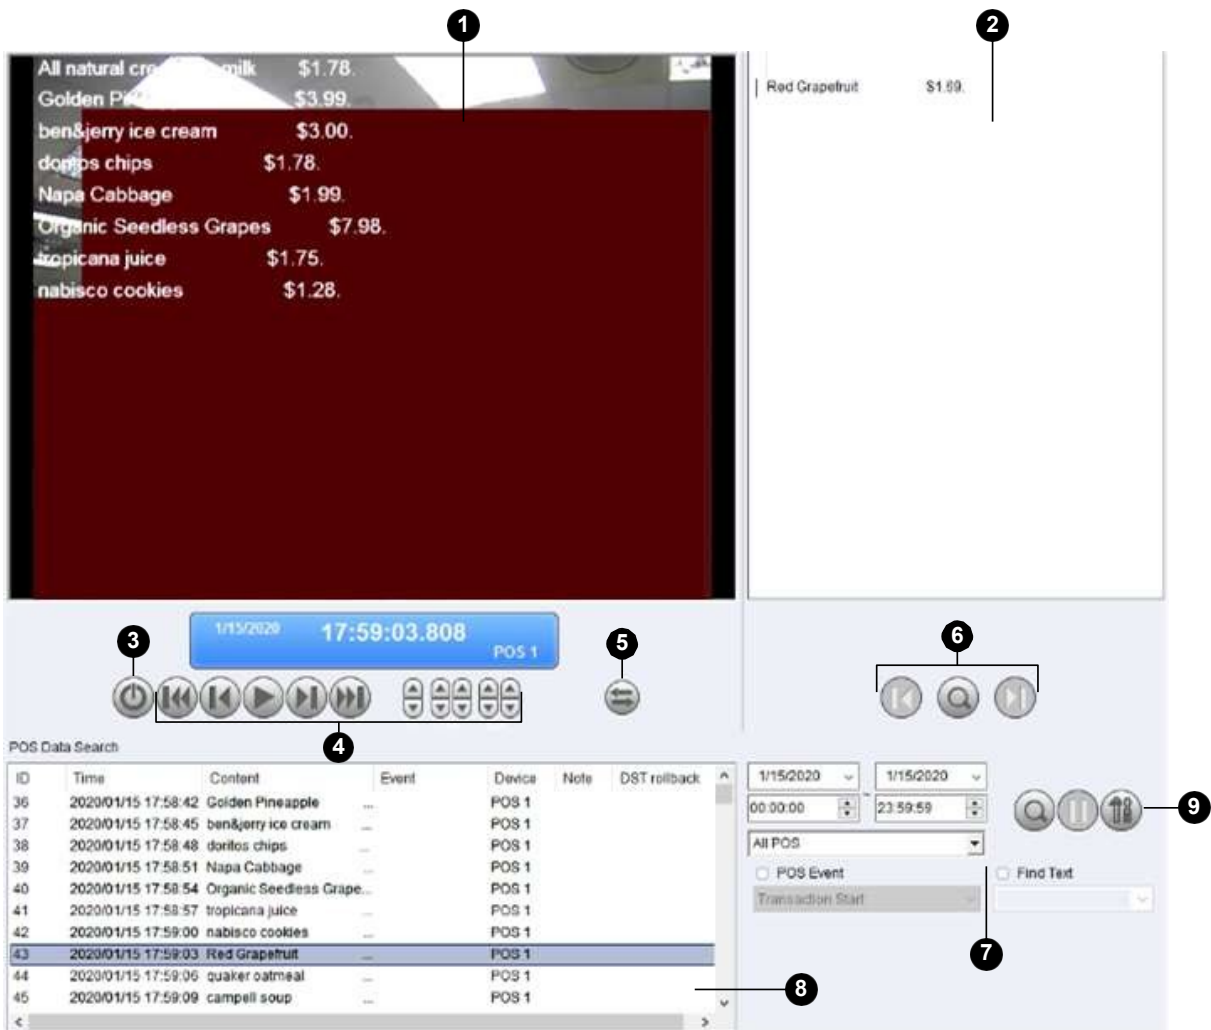 1
2
All natural milk $1.78.
Golden $3.99.
ben&jerry ice cream $3.00.
doritos chips $1.78.
Napa Cabbage $1.99.
Organic Seedless Grapes $7.98.
tropicana juice $1.75.
nabisco cookies $1.28.
Red Grapefruit $1.69.
3
1/15/2020 17:59:03.808
POS 1
5
6
4
POS Data Search
ID Time Content Event Device Note DST rollback
36 2020/01/15 17:58:42 Golden Pineapple ... POS 1
37 2020/01/15 17:58:45 ben&jerry ice cream ... POS 1
38 2020/01/15 17:58:48 doritos chips ... POS 1
39 2020/01/15 17:58:51 Napa Cabbage ... POS 1
40 2020/01/15 17:58:54 Organic Seedless Grape... POS 1
41 2020/01/15 17:58:57 tropicana juice ... POS 1
42 2020/01/15 17:59:00 nabisco cookies ... POS 1
43 2020/01/15 17:59:03 Red Grapefruit ... POS 1
44 2020/01/15 17:59:06 quaker oatmeal ... POS 1
45 2020/01/15 17:59:09 campell soup ... POS 1
8
1/15/2020 1/15/2020
00:00:00 ~ 23:59:59
9
All POS
POS Event Find Text
Transaction Start
7